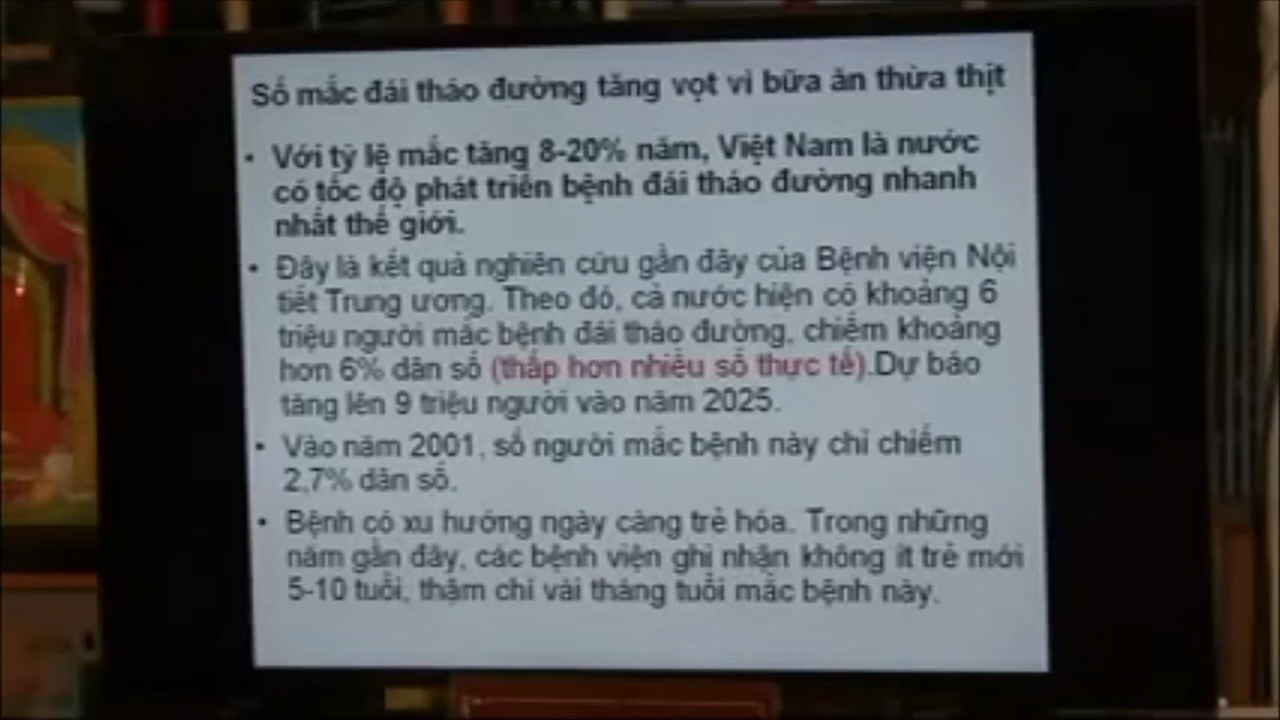 Số mắc đái tháo đường tăng vọt vì bữa ăn thừa thịt
• Với tỷ lệ mắc tăng 8-20% năm, Việt Nam là nước
có tốc độ phát triển bệnh đái tháo đường nhanh
nhất thế giới.
• Đây là kết quả nghiên cứu gần đây của Bệnh viện Nội
tiết Trung ương. Theo đó, cả nước hiện có khoảng 6
triệu người mắc bệnh đái tháo đường, chiếm khoảng
hơn 6% dân số (thấp hơn nhiều số thực tế).Dự báo
tăng lên 9 triệu người vào năm 2025.
• Vào năm 2001, số người mắc bệnh này chỉ chiếm
2,7% dân số.
• Bệnh có xu hướng ngày càng trẻ hóa. Trong những
năm gần đây, các bệnh viện ghi nhận không ít trẻ mới
5-10 tuổi, thậm chí vài tháng tuổi mắc bệnh này.